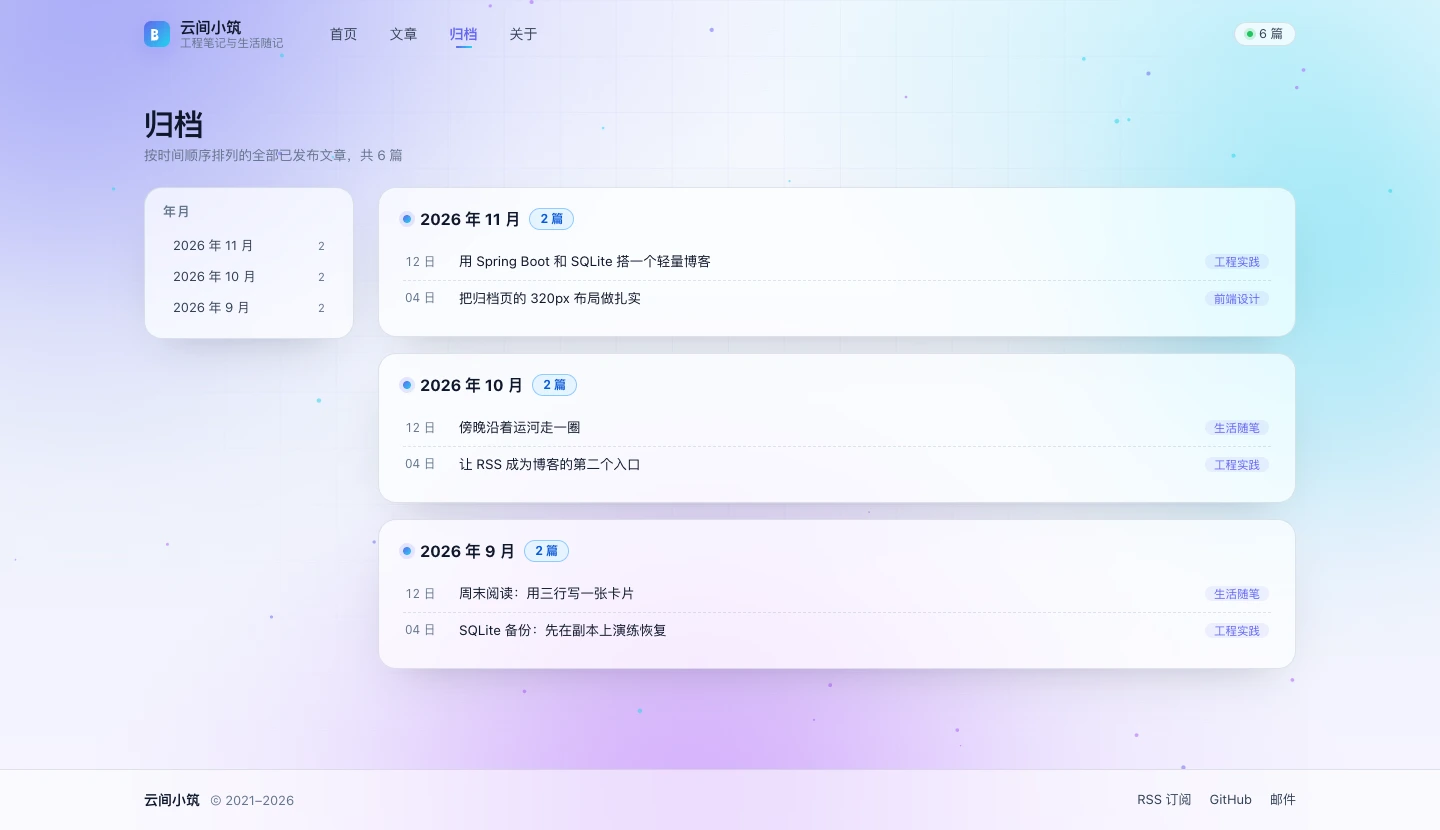 B
云间小筑
工程笔记与生活随记
首页 文章 归档 关于
6 篇
归档
按时间顺序排列的全部已发布文章，共 6 篇
年月
2026 年 11 月 2
2026 年 10 月 2
2026 年 9 月 2
2026 年 11 月 2 篇
12 日 用 Spring Boot 和 SQLite 搭一个轻量博客 工程实践
04 日 把归档页的 320px 布局做扎实 前端设计
2026 年 10 月 2 篇
12 日 傍晚沿着运河走一圈 生活随笔
04 日 让 RSS 成为博客的第二个入口 工程实践
2026 年 9 月 2 篇
12 日 周末阅读：用三行写一张卡片 生活随笔
04 日 SQLite 备份：先在副本上演练恢复 工程实践
云间小筑 © 2021–2026
RSS 订阅 GitHub 邮件